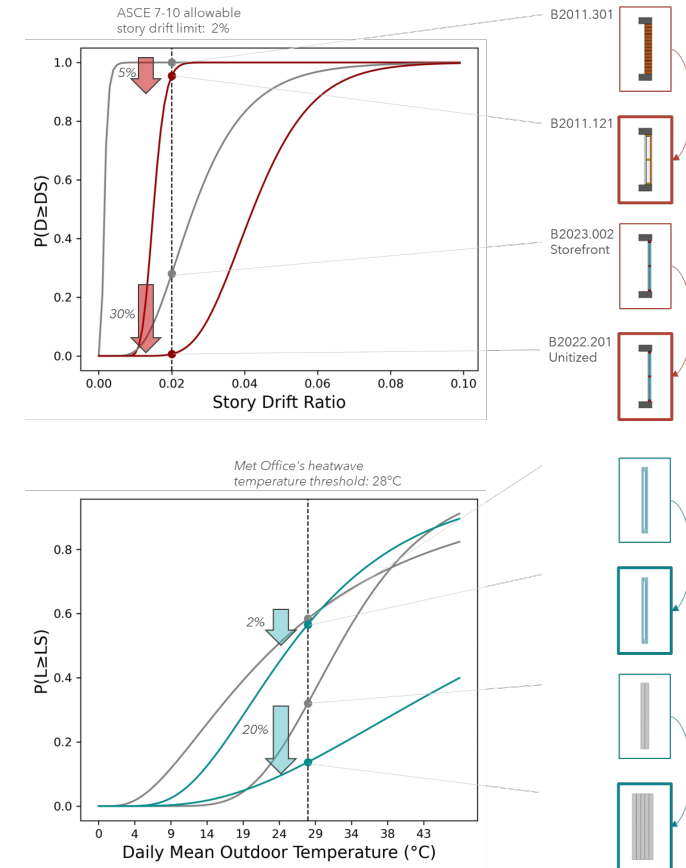 ASCE 7-10 allowable
story drift limit:  2%
B2011.301
1.0
5%
0.8
B2011.121
0.6
P(D≥DS)
0.4
B2023.002
Storefront
0.2
30%
B2022.201
Unitized
0.0
0.00
0.02
0.04
0.06
0.08
0.10
Story Drift Ratio
Met Office's heatwave
temperature threshold: 28°C
0.8
0.6
2%
P(L≥LS)
0.4
20%
0.2
0.0
0
4
9
14
19
24
29
34
38
43
Daily Mean Outdoor Temperature (°C)